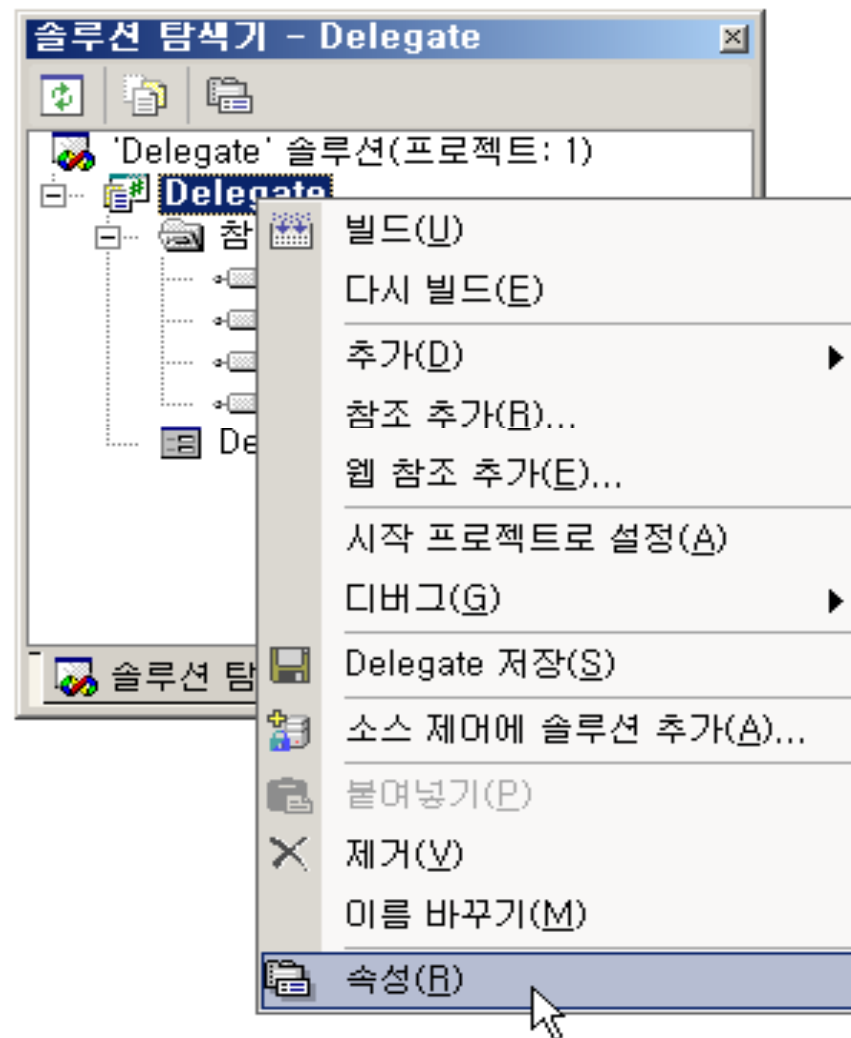 솔루션 탐색기 - Delegate
'Delegate' 솔루션(프로젝트: 1)
Delegate
참
De
솔루션 탐
빌드(U)
다시 빌드(E)
추가(D)
참조 추가(R)...
웹 참조 추가(E)...
시작 프로젝트로 설정(A)
디버그(G)
Delegate 저장(S)
소스 제어에 솔루션 추가(A)...
붙여넣기(P)
제거(V)
이름 바꾸기(M)
속성(R)